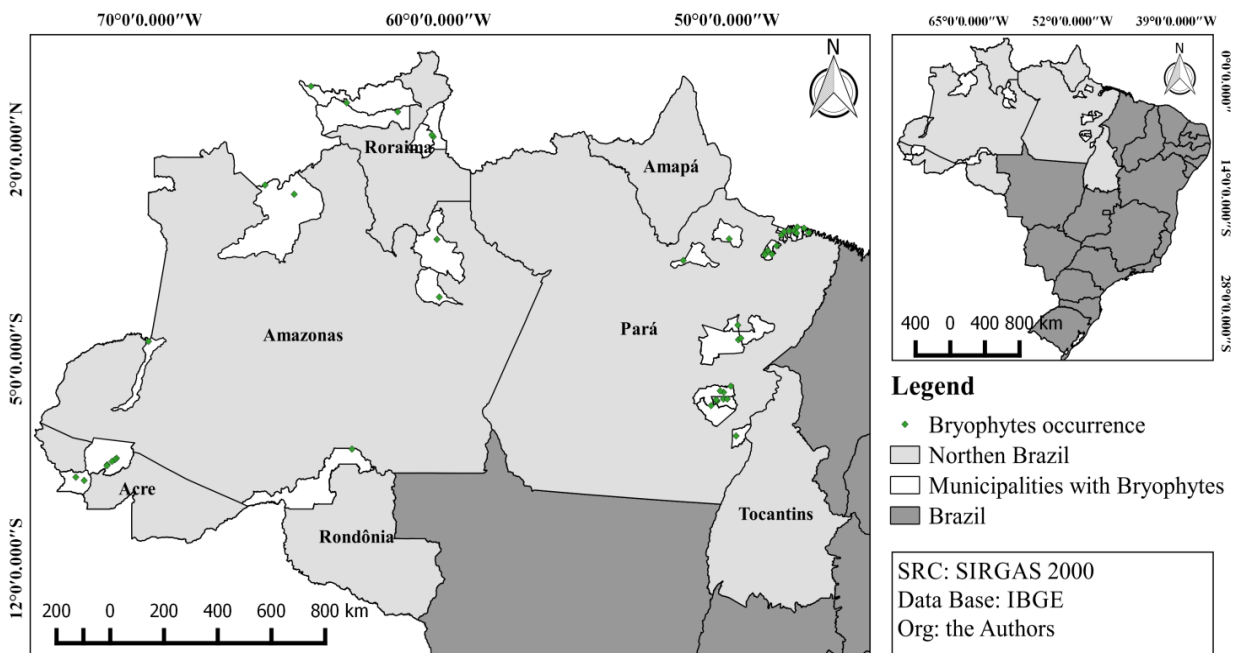 70°0'0.000"W 60°0'0.000"W 50°0'0.000"W
65°0'0.000"W 52°0'0.000"W 39°0'0.000"W
2°0'0.000"N
5°0'0.000"S
12°0'0.000"S
N
Roraima
Amapá
Amazonas
Pará
Acre
Rondônia
Tocantins
200 0 200 400 600 800 km
N
0°0'0.000"
14°0'0.000"S
28°0'0.000"S
400 0 400 800 km
Legend
Bryophytes occurrence
Northen Brazil
Municipalities with Bryophytes
Brazil
SRC: SIRGAS 2000
Data Base: IBGE
Org: the Authors